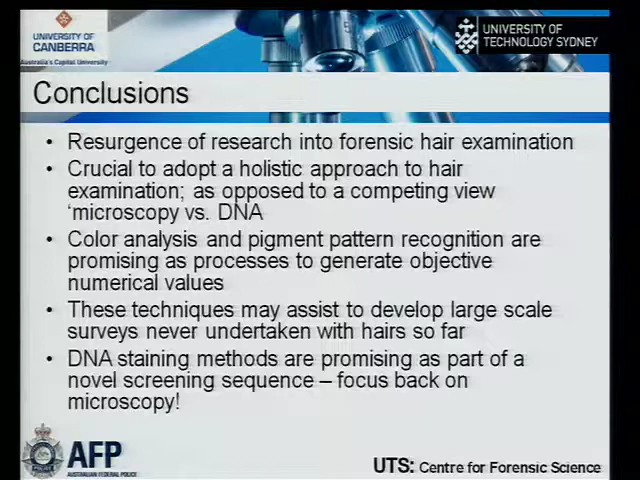 UNIVERSITY OF
CANBERRA
Australia's Capital University
UNIVERSITY OF
TECHNOLOGY SYDNEY
Conclusions
• Resurgence of research into forensic hair examination
• Crucial to adopt a holistic approach to hair
examination; as opposed to a competing view
'microscopy vs. DNA
• Color analysis and pigment pattern recognition are
promising as processes to generate objective
numerical values
• These techniques may assist to develop large scale
surveys never undertaken with hairs so far
• DNA staining methods are promising as part of a
novel screening sequence – focus back on
microscopy!
AFP
AUSTRALIAN FEDERAL POLICE
UTS: Centre for Forensic Science